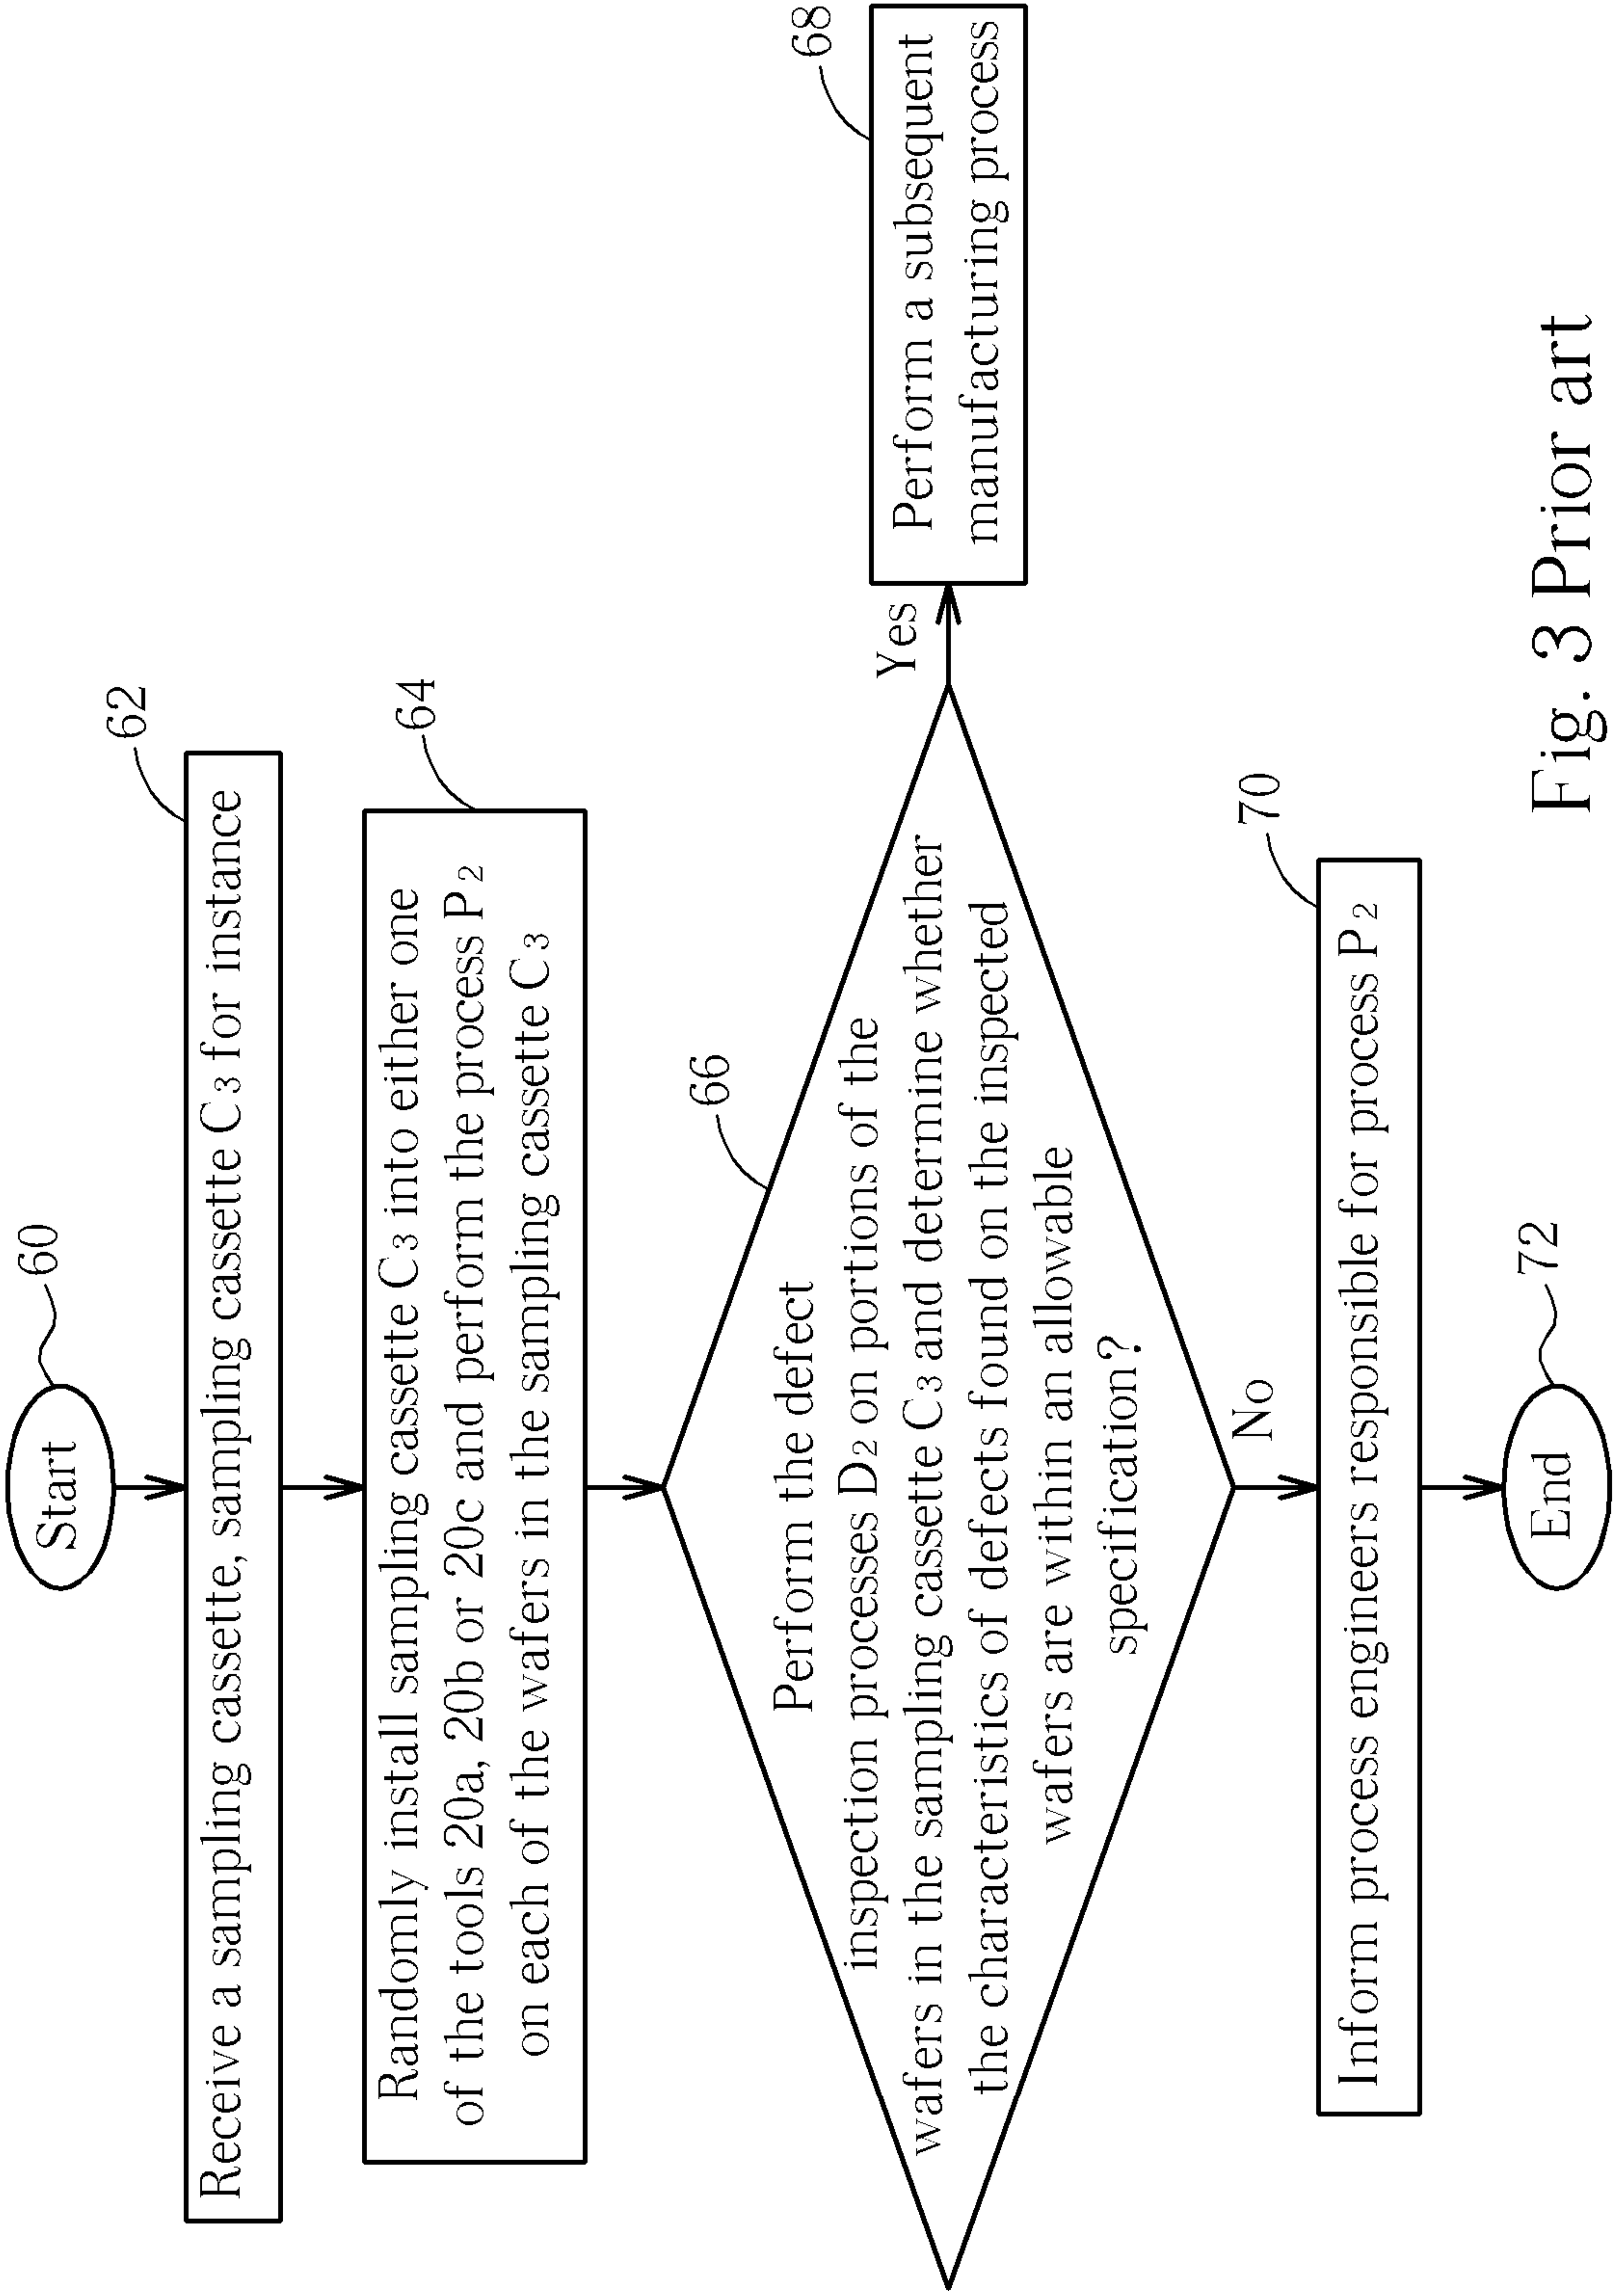 Start
60
Receive a sampling cassette, sampling cassette C₃ for instance
62
Randomly install sampling cassette C₃ into either one
of the tools 20a, 20b or 20c and perform the process P₂
on each of the wafers in the sampling cassette C₃
64
Perform the defect
inspection processes D₂ on portions of the
wafers in the sampling cassette C₃ and determine whether
the characteristics of defects found on the inspected
wafers are within an allowable
specification?
66
Yes
Perform a subsequent
manufacturing process
68
No
Inform process engineers responsible for process P₂
70
End
72
Fig. 3 Prior art